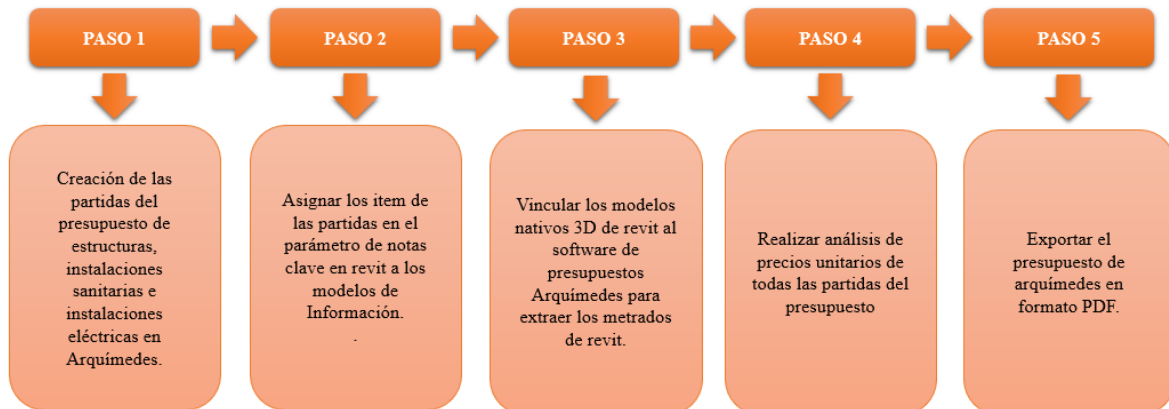 PASO 1
PASO 2
PASO 3
PASO 4
PASO 5
Creación de las
partidas del
presupuesto de
estructuras,
instalaciones
sanitarias e
instalaciones
eléctricas en
Arquímedes.
Asignar los item de
las partidas en el
parámetro de notas
clave en revit a los
modelos de
Información.
.
Vincular los modelos
nativos 3D de revit al
software de
presupuestos
Arquímedes para
extraer los metrados
de revit.
Realizar análisis de
precios unitarios de
todas las partidas del
presupuesto
Exportar el
presupuesto de
arquímedes en
formato PDF.